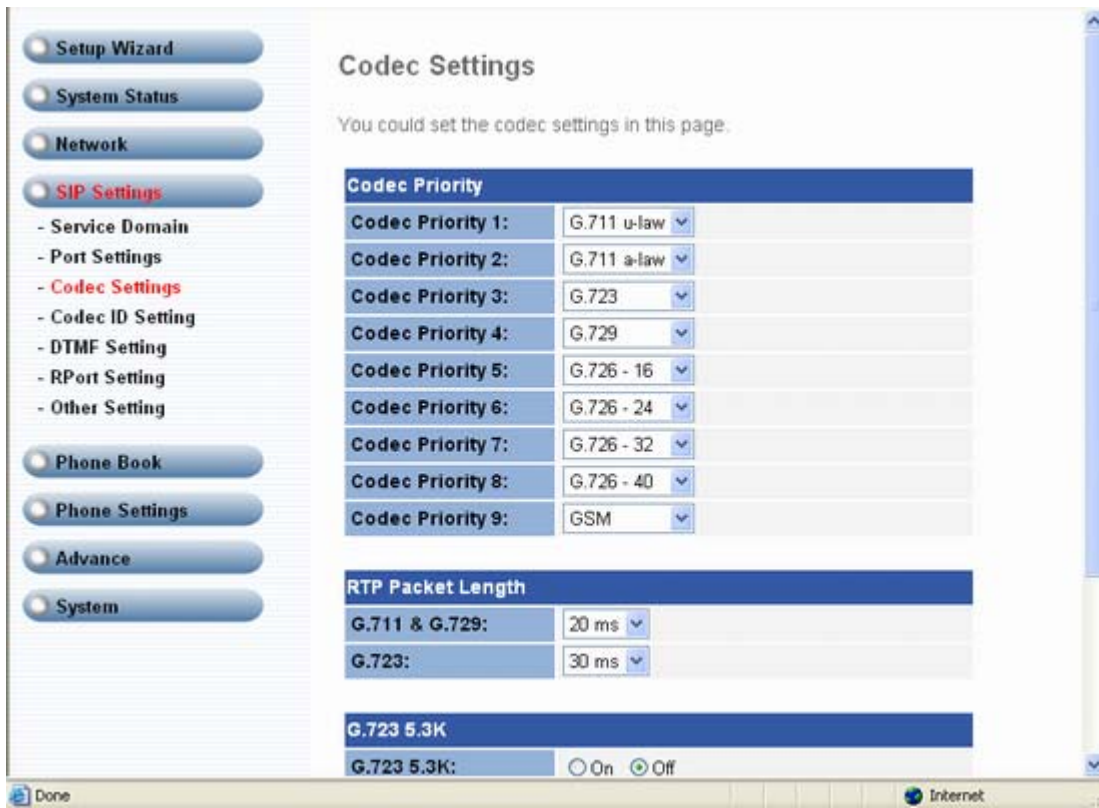 Setup Wizard
System Status
Network
SIP Settings
- Service Domain
- Port Settings
- Codec Settings
- Codec ID Setting
- DTMF Setting
- RPort Setting
- Other Setting
Phone Book
Phone Settings
Advance
System
Codec Settings
You could set the codec settings in this page.
Codec Priority
Codec Priority 1: G.711 u-law
Codec Priority 2: G.711 a-law
Codec Priority 3: G.723
Codec Priority 4: G.729
Codec Priority 5: G.726 - 16
Codec Priority 6: G.726 - 24
Codec Priority 7: G.726 - 32
Codec Priority 8: G.726 - 40
Codec Priority 9: GSM
RTP Packet Length
G.711 & G.729: 20 ms
G.723: 30 ms
G.723 5.3K
G.723 5.3K: On Off
Done Internet